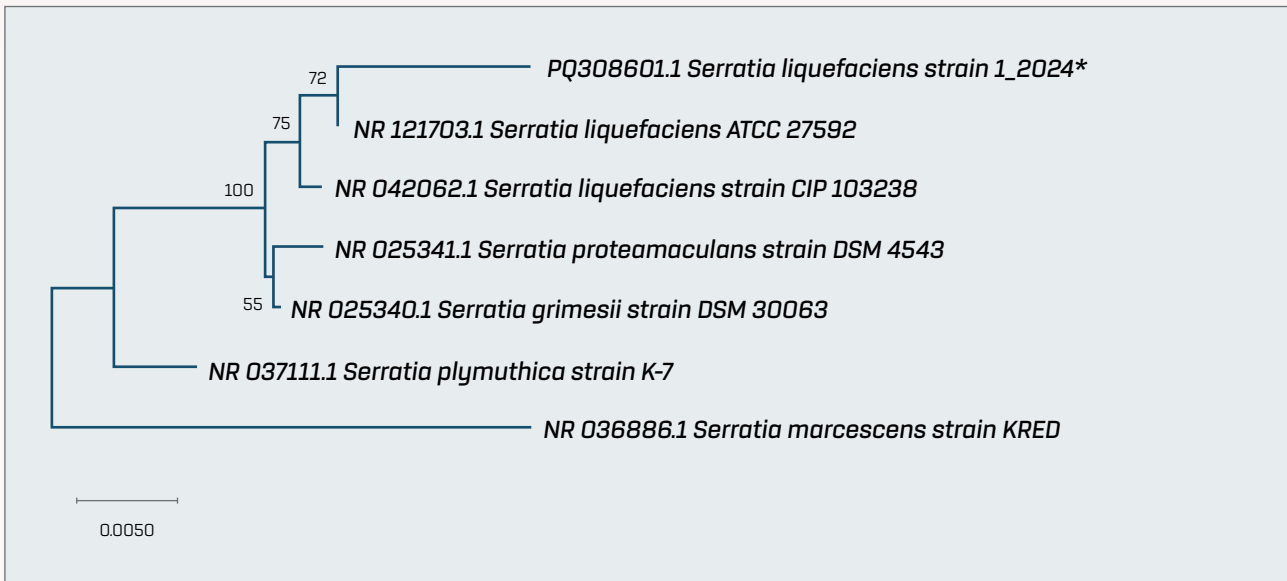 PQ308601.1 Serratia liquefaciens strain 1_2024*
72
NR 121703.1 Serratia liquefaciens ATCC 27592
75
NR 042062.1 Serratia liquefaciens strain CIP 103238
100
NR 025341.1 Serratia proteamaculans strain DSM 4543
55
NR 025340.1 Serratia grimesii strain DSM 30063
NR 037111.1 Serratia plymuthica strain K-7
NR 036886.1 Serratia marcescens strain KRED
0.0050